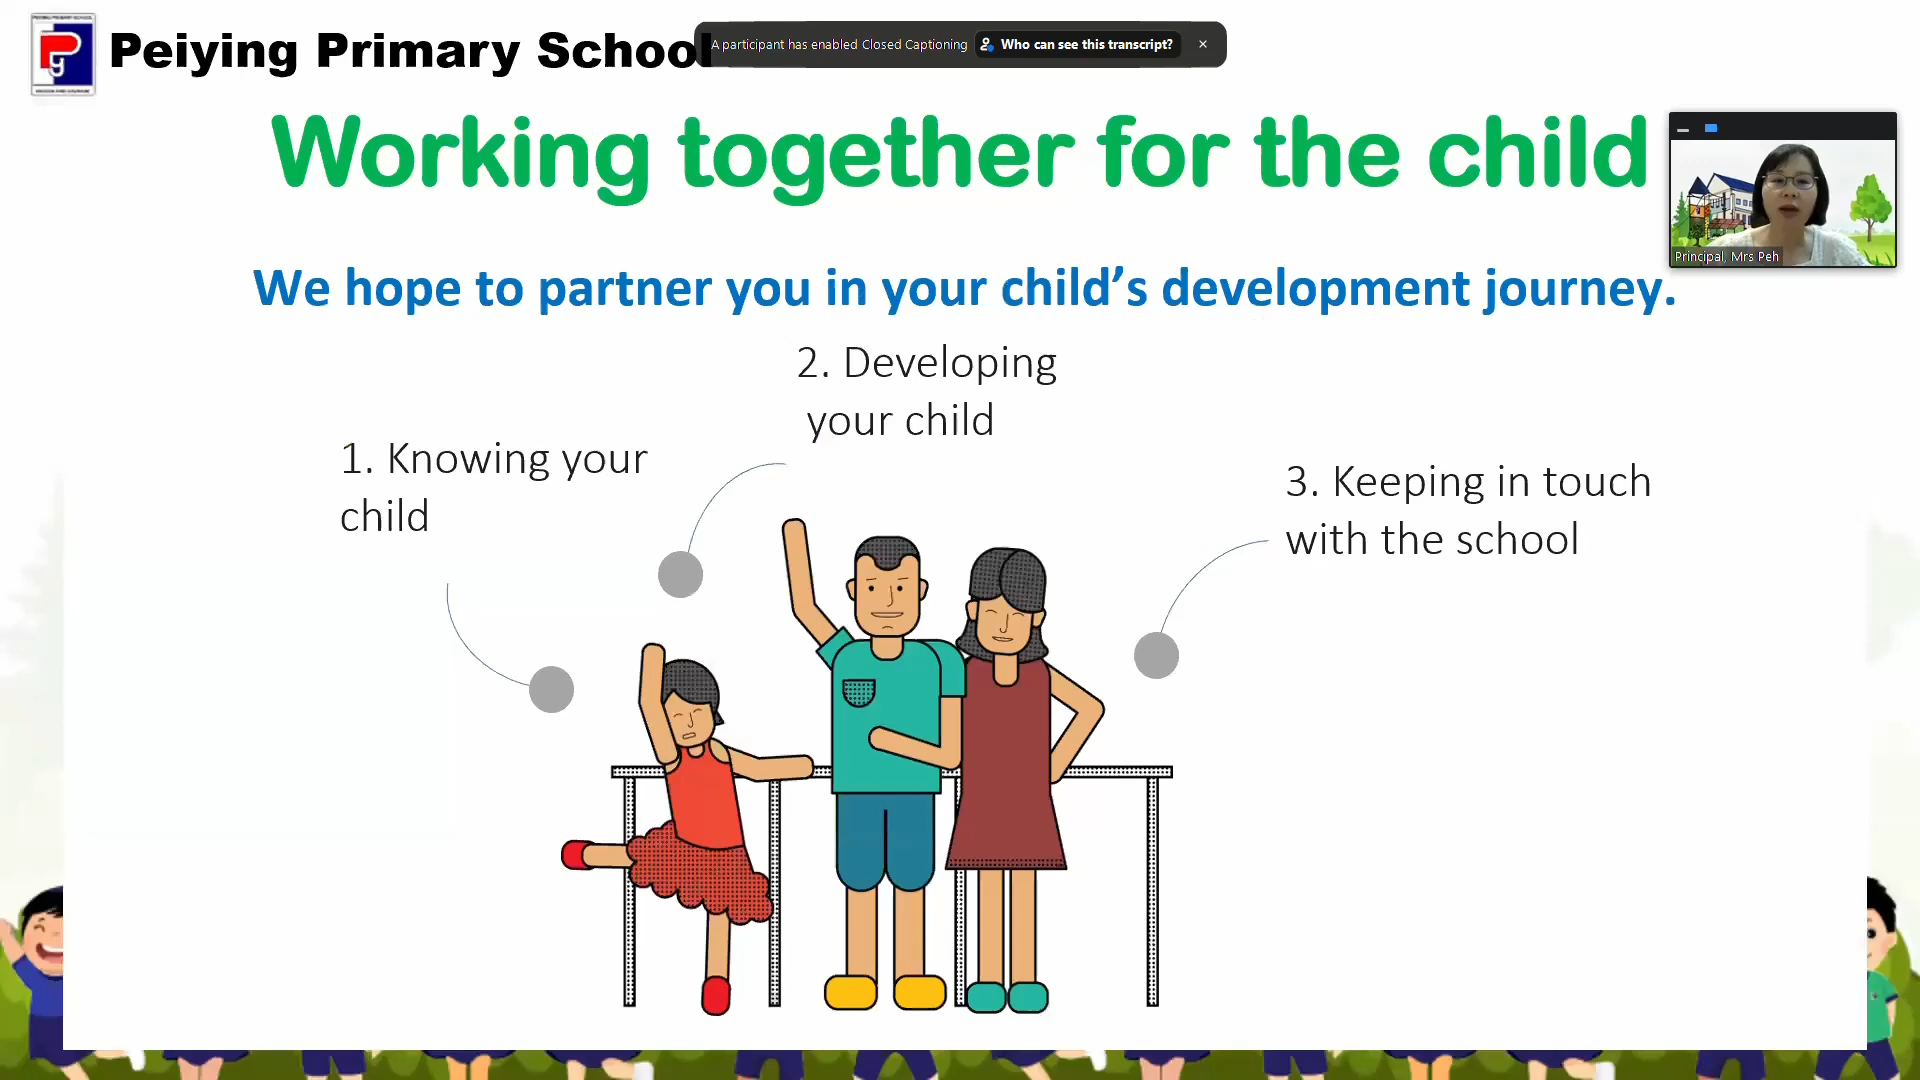 Peiying Primary School
A participant has enabled Closed Captioning Who can see this transcript?
Working together for the child
Principal, Mrs Peh
We hope to partner you in your child’s development journey.
2. Developing
your child
1. Knowing your
child
3. Keeping in touch
with the school